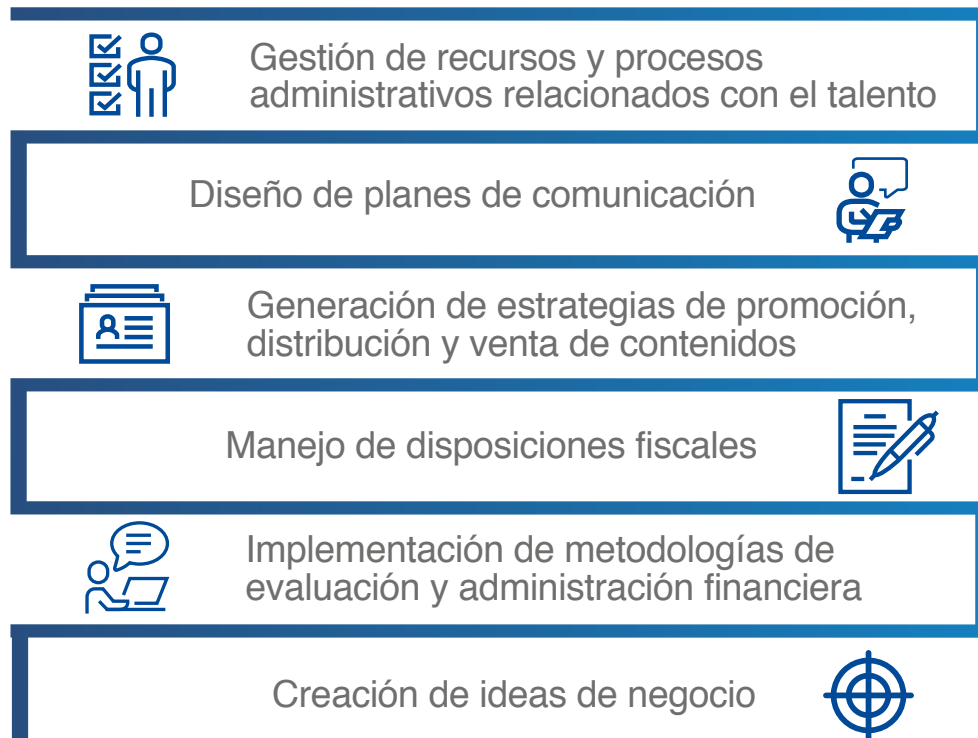 Gestión de recursos y procesos
administrativos relacionados con el talento
Diseño de planes de comunicación
Generación de estrategias de promoción,
distribución y venta de contenidos
Manejo de disposiciones fiscales
Implementación de metodologías de
evaluación y administración financiera
Creación de ideas de negocio